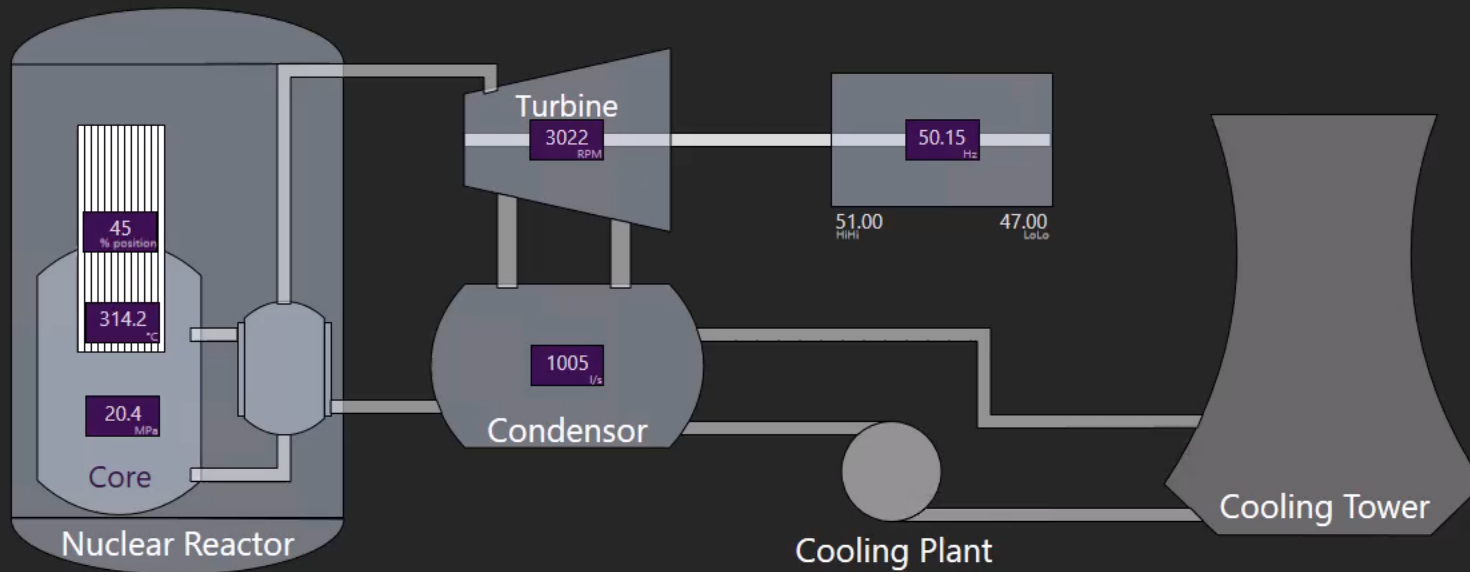 Turbine
3022
RPM
50.15
Hz
51.00
HiHi
47.00
LoLo
45
% position
314.2
°C
20.4
MPa
Core
Nuclear Reactor
1005
l/s
Condensor
Cooling Plant
Cooling Tower